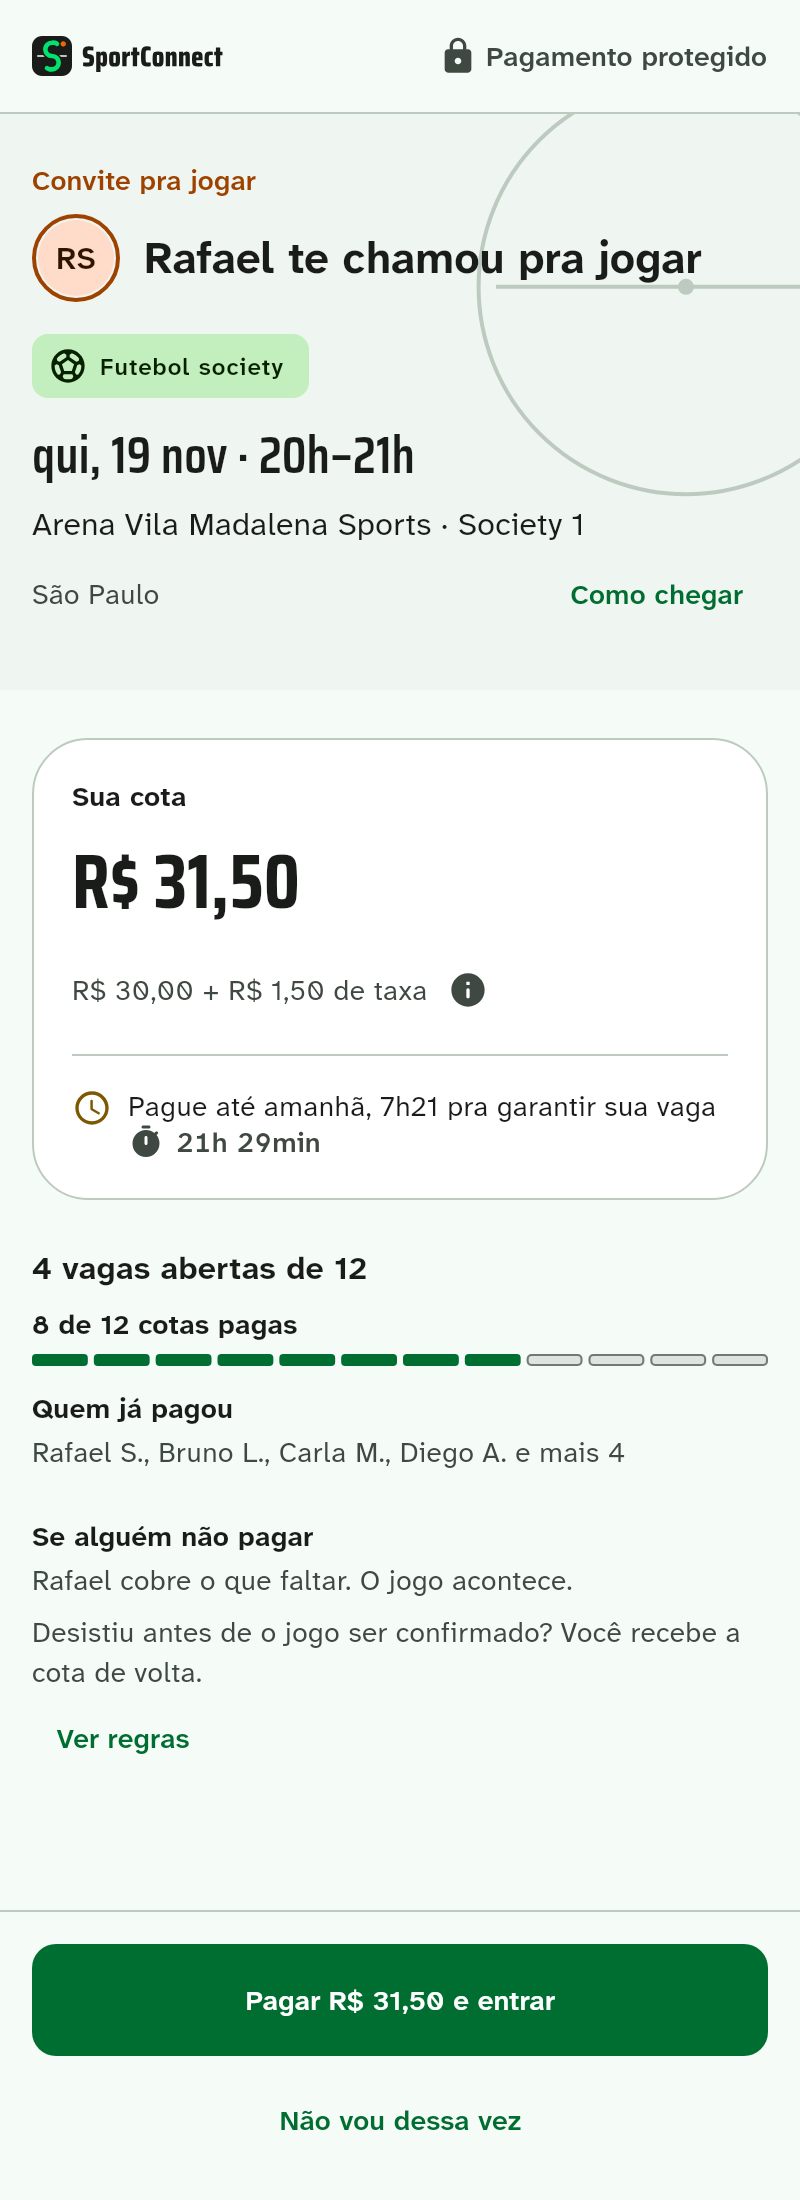 SportConnect
Pagamento protegido
Convite pra jogar
RS
Rafael te chamou pra jogar
Futebol society
qui, 19 nov · 20h–21h
Arena Vila Madalena Sports · Society 1
São Paulo
Como chegar
Sua cota
R$ 31,50
R$ 30,00 + R$ 1,50 de taxa
Pague até amanhã, 7h21 pra garantir sua vaga
21h 29min
4 vagas abertas de 12
8 de 12 cotas pagas
Quem já pagou
Rafael S., Bruno L., Carla M., Diego A. e mais 4
Se alguém não pagar
Rafael cobre o que faltar. O jogo acontece.
Desistiu antes de o jogo ser confirmado? Você recebe a
cota de volta.
Ver regras
Pagar R$ 31,50 e entrar
Não vou dessa vez